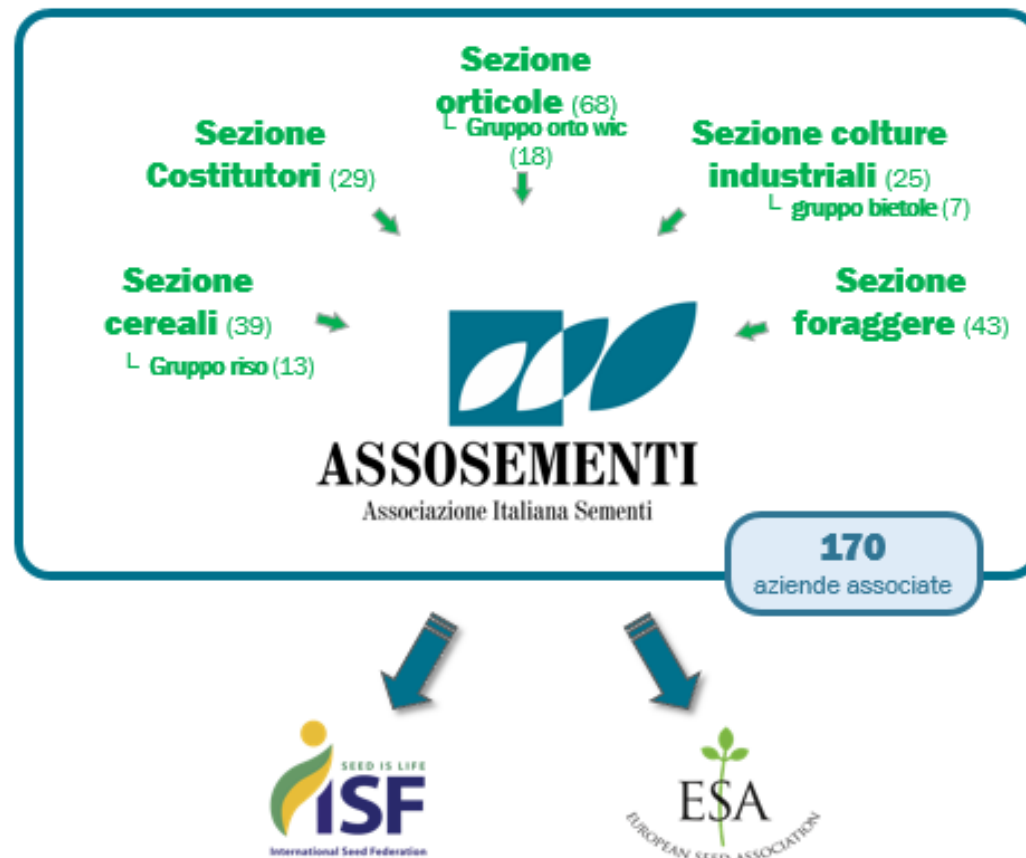 Sezione
orticole (68)
└ Gruppo orto wic
(18)
Sezione
Costitutori (29)
Sezione colture
industriali (25)
└ gruppo bietole (7)
Sezione
cereali (39)
└ Gruppo riso (13)
Sezione
foraggere (43)
ASSOSEMENTI
Associazione Italiana Sementi
170
aziende associate
SEED IS LIFE
ISF
International Seed Federation
ESA
EUROPEAN SEED ASSOCIATION